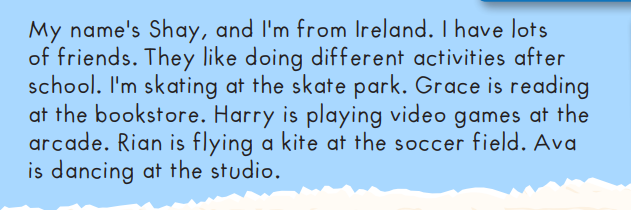 My name's Shay, and I'm from Ireland. I have lots
of friends. They like doing different activities after
school. I'm skating at the skate park. Grace is reading
at the bookstore. Harry is playing video games at the
arcade. Rian is flying a kite at the soccer field. Ava
is dancing at the studio.